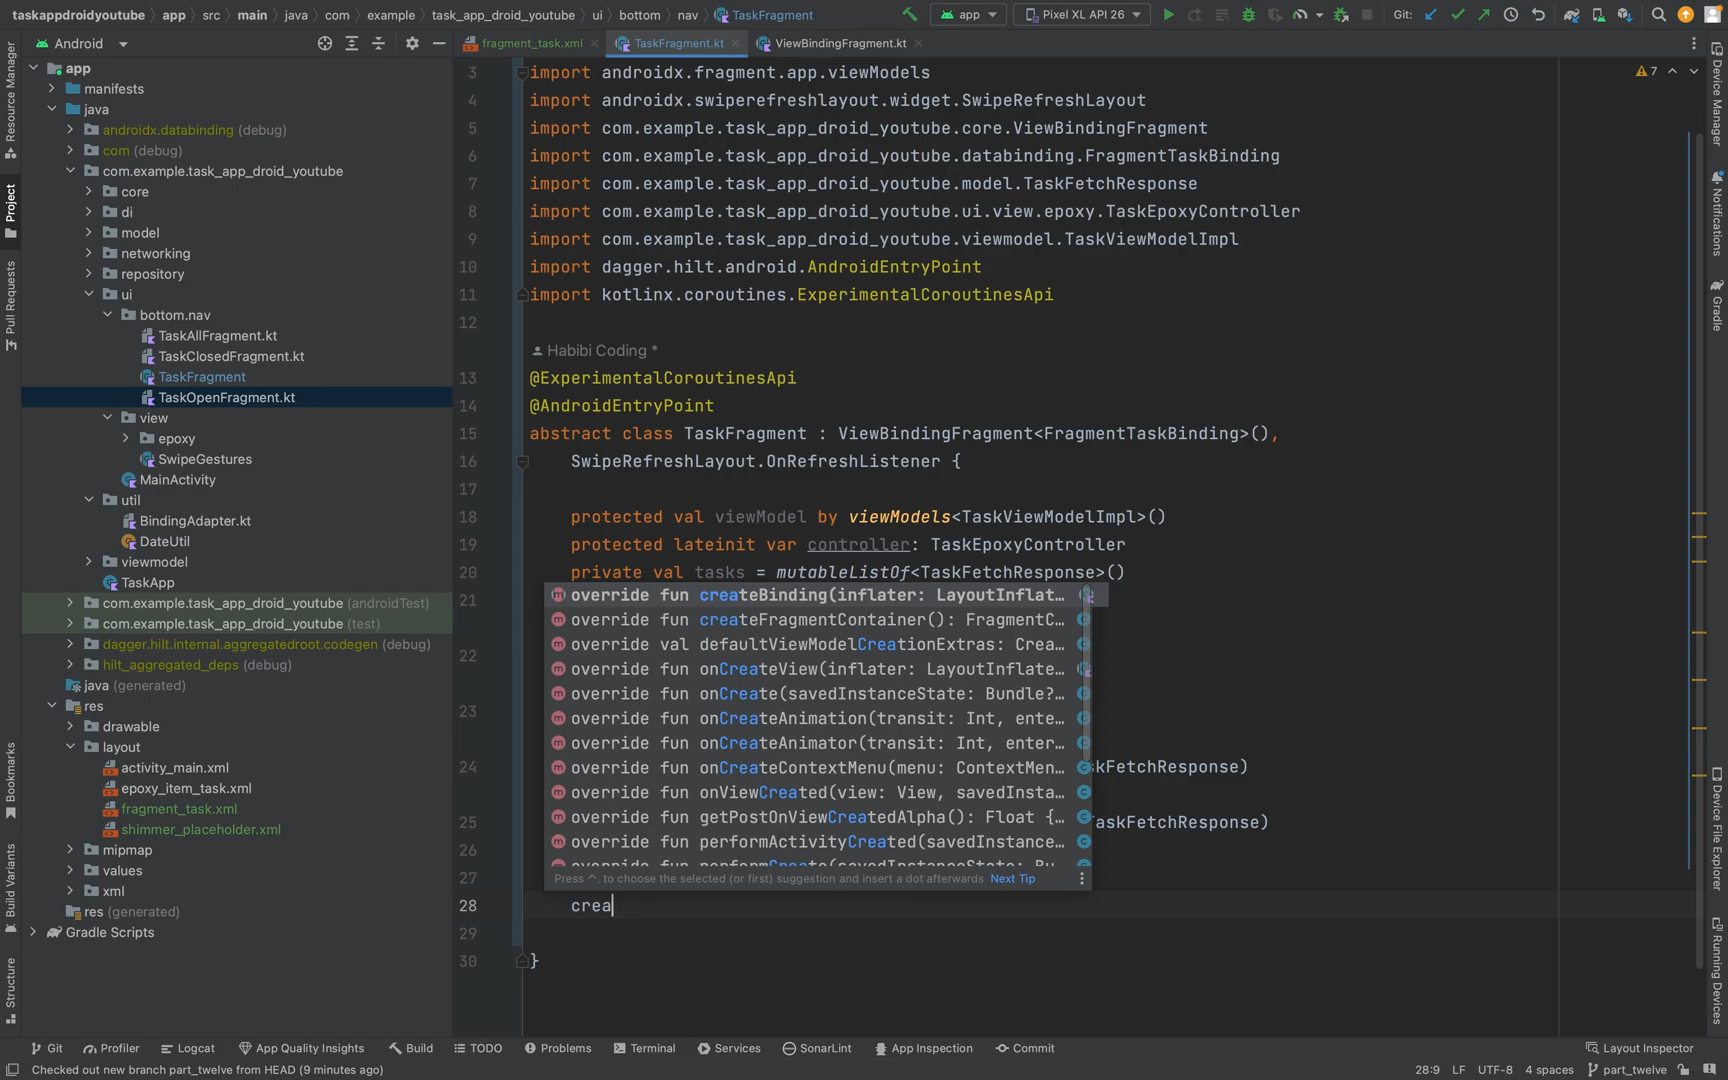 taskappdroidyoutube › app › src › main › java › com › example › task_app_droid_youtube › ui › bottom › nav › TaskFragment
app
Pixel XL API 26
Git:
Android
fragment_task.xml
TaskFragment.kt
ViewBindingFragment.kt
Resource Manager
Project
Pull Requests
Bookmarks
Build Variants
Structure
app
manifests
java
androidx.databinding (debug)
com (debug)
com.example.task_app_droid_youtube
core
di
model
networking
repository
ui
bottom.nav
TaskAllFragment.kt
TaskClosedFragment.kt
TaskFragment
TaskOpenFragment.kt
view
epoxy
SwipeGestures
MainActivity
util
BindingAdapter.kt
DateUtil
viewmodel
TaskApp
com.example.task_app_droid_youtube (androidTest)
com.example.task_app_droid_youtube (test)
dagger.hilt.internal.aggregatedroot.codegen (debug)
hilt_aggregated_deps (debug)
java (generated)
res
drawable
layout
activity_main.xml
epoxy_item_task.xml
fragment_task.xml
shimmer_placeholder.xml
mipmap
values
xml
res (generated)
Gradle Scripts
7
3 import androidx.fragment.app.viewModels
4 import androidx.swiperefreshlayout.widget.SwipeRefreshLayout
5 import com.example.task_app_droid_youtube.core.ViewBindingFragment
6 import com.example.task_app_droid_youtube.databinding.FragmentTaskBinding
7 import com.example.task_app_droid_youtube.model.TaskFetchResponse
8 import com.example.task_app_droid_youtube.ui.view.epoxy.TaskEpoxyController
9 import com.example.task_app_droid_youtube.viewmodel.TaskViewModelImpl
10 import dagger.hilt.android.AndroidEntryPoint
11 import kotlinx.coroutines.ExperimentalCoroutinesApi
12
Habibi Coding *
13 @ExperimentalCoroutinesApi
14 @AndroidEntryPoint
15 abstract class TaskFragment : ViewBindingFragment<FragmentTaskBinding>(),
16 SwipeRefreshLayout.OnRefreshListener {
17
18 protected val viewModel by viewModels<TaskViewModelImpl>()
19 protected lateinit var controller: TaskEpoxyController
20 private val tasks = mutableListOf<TaskFetchResponse>()
21
override fun createBinding(inflater: LayoutInflat…
override fun createFragmentContainer(): FragmentC…
override val defaultViewModelCreationExtras: Crea…
22
override fun onCreateView(inflater: LayoutInflate…
override fun onCreate(savedInstanceState: Bundle?…
23
override fun onCreateAnimation(transit: Int, ente…
override fun onCreateAnimator(transit: Int, enter…
24 override fun onCreateContextMenu(menu: ContextMen… skFetchResponse)
override fun onViewCreated(view: View, savedInsta…
25 override fun getPostOnViewCreatedAlpha(): Float {… askFetchResponse)
26 override fun performActivityCreated(savedInstance…
override fun performCreate(savedInstanceState: Bu…
27 Press ^. to choose the selected (or first) suggestion and insert a dot afterwards Next Tip
28 crea
29
30 }
Device Manager
Notifications
Gradle
Device File Explorer
Running Devices
Git
Profiler
Logcat
App Quality Insights
Build
TODO
Problems
Terminal
Services
SonarLint
App Inspection
Commit
Layout Inspector
Checked out new branch part_twelve from HEAD (9 minutes ago)
28:9 LF UTF-8 4 spaces part_twelve